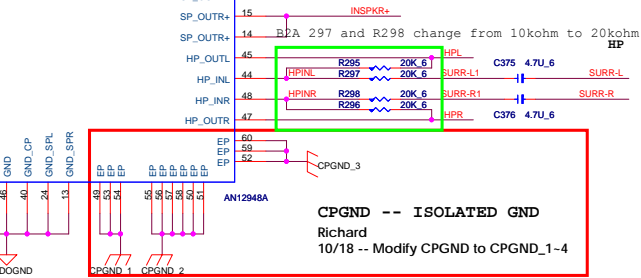 SP_OUTR+ 15 INSPKR+
SP_OUTR+ 14
B2A 297 and R298 change from 10kohm to 20kohm
HP
HP_OUTL 45 HPL
R295 20K_6 C375 4.7U_6
HP_INL 44 HPINL R297 20K_6 SURR-L1 SURR-L
HP_INR 48 HPINR R298 20K_6 SURR-R1 SURR-R
R296 20K_6
HP_OUTR 47 HPR C376 4.7U_6
EP 60
EP 59
EP 52
CPGND_3
GND
GND_CP
GND_SPL
GND_SPR
EP
EP
EP
EP
EP
EP
EP
EP
EP
46
40
24
13
49
53
54
55
56
57
58
50
51
AN12948A
CPGND -- ISOLATED GND
Richard
10/18 -- Modify CPGND to CPGND_1~4
DOGND
CPGND_1
CPGND_2